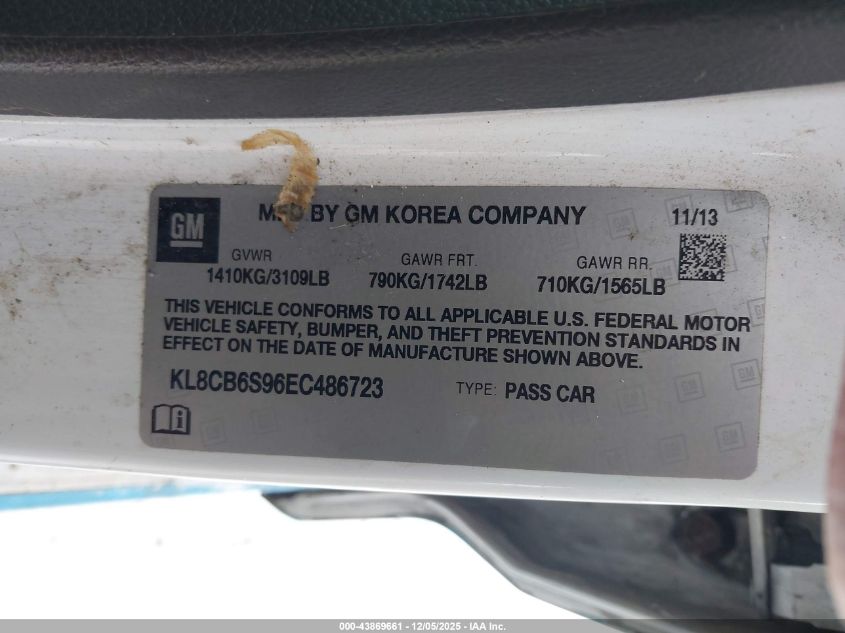 GM
MFD BY GM KOREA COMPANY
11/13
GVWR
GAWR FRT.
GAWR RR.
1410KG/3109LB
790KG/1742LB
710KG/1565LB
THIS VEHICLE CONFORMS TO ALL APPLICABLE U.S. FEDERAL MOTOR
VEHICLE SAFETY, BUMPER, AND THEFT PREVENTION STANDARDS IN
EFFECT ON THE DATE OF MANUFACTURE SHOWN ABOVE.
KL8CB6S96EC486723
TYPE: PASS CAR
000-43869661 - 12/05/2025 - IAA Inc.